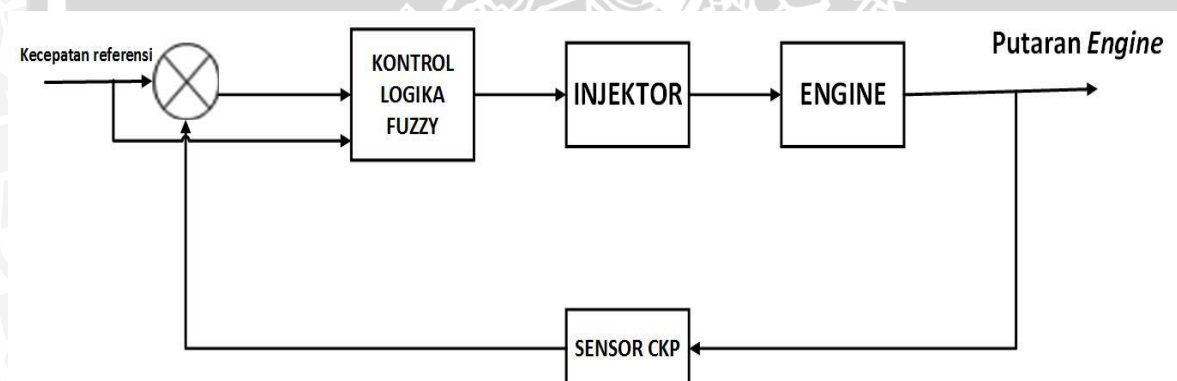 Kecepatan referensi
KONTROL
LOGIKA
FUZZY
INJEKTOR
ENGINE
Putaran Engine
SENSOR CKP